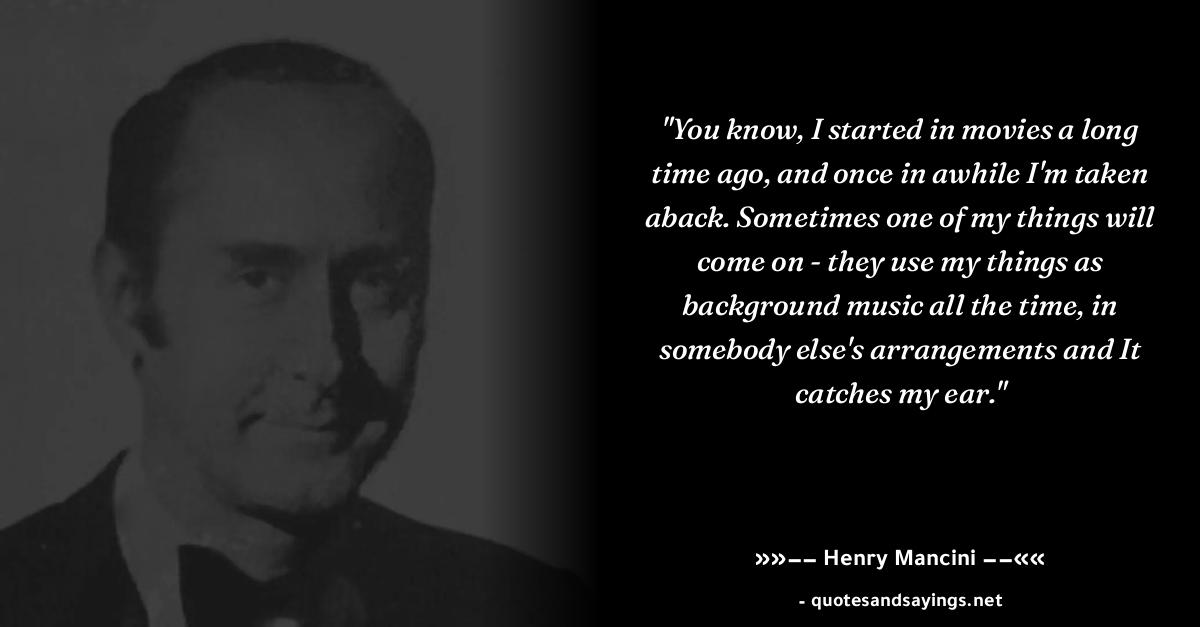 "You know, I started in movies a long
time ago, and once in awhile I'm taken
aback. Sometimes one of my things will
come on - they use my things as
background music all the time, in
somebody else's arrangements and It
catches my ear."
»»−− Henry Mancini −−««
- quotesandsayings.net